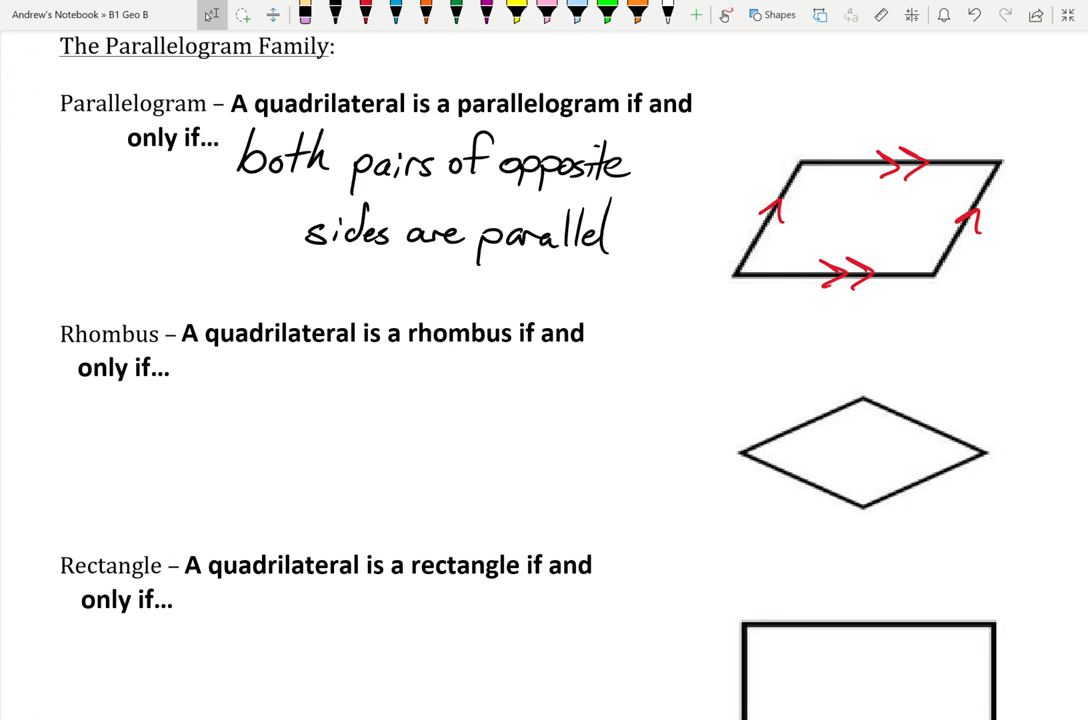 Andrew's Notebook » B1 Geo B
Shapes
The Parallelogram Family:
Parallelogram – A quadrilateral is a parallelogram if and
only if...
both pairs of opposite
sides are parallel
Rhombus – A quadrilateral is a rhombus if and
only if...
Rectangle – A quadrilateral is a rectangle if and
only if...